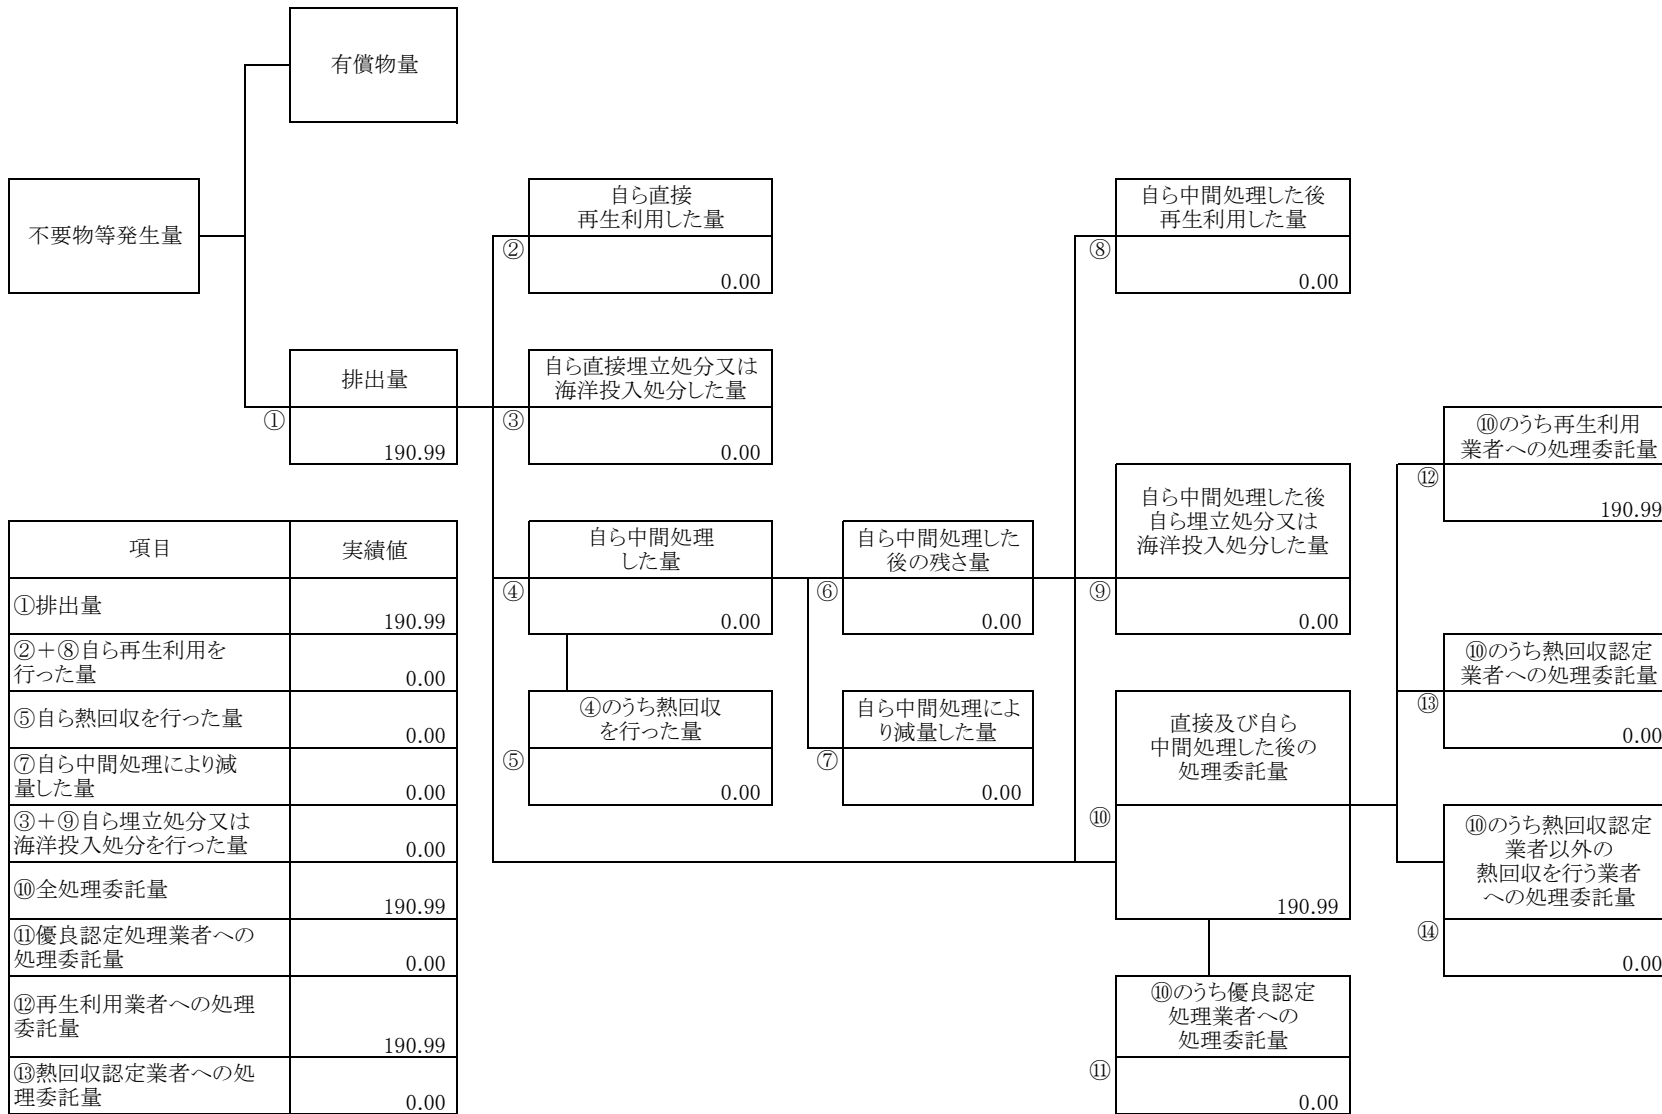 有償物量
不要物等発生量
自ら直接
再生利用した量
②
0.00
自ら中間処理した後
再生利用した量
⑧
0.00
排出量
①
190.99
自ら直接埋立処分又は
海洋投入処分した量
③
0.00
⑩のうち再生利用
業者への処理委託量
⑫
190.99
自ら中間処理
した量
④
0.00
自ら中間処理した
後の残さ量
⑥
0.00
自ら中間処理した後
自ら埋立処分又は
海洋投入処分した量
⑨
0.00
⑩のうち熱回収認定
業者への処理委託量
⑬
0.00
④のうち熱回収
を行った量
⑤
0.00
自ら中間処理によ
り減量した量
⑦
0.00
直接及び自ら
中間処理した後の
処理委託量
⑩
190.99
⑩のうち熱回収認定
業者以外の
熱回収を行う業者
への処理委託量
⑭
0.00
⑩のうち優良認定
処理業者への
処理委託量
⑪
0.00
項目 実績値
①排出量 190.99
②+⑧自ら再生利用を
行った量 0.00
⑤自ら熱回収を行った量 0.00
⑦自ら中間処理により減
量した量 0.00
③+⑨自ら埋立処分又は
海洋投入処分を行った量 0.00
⑩全処理委託量 190.99
⑪優良認定処理業者への
処理委託量 0.00
⑫再生利用業者への処理
委託量 190.99
⑬熱回収認定業者への処
理委託量 0.00